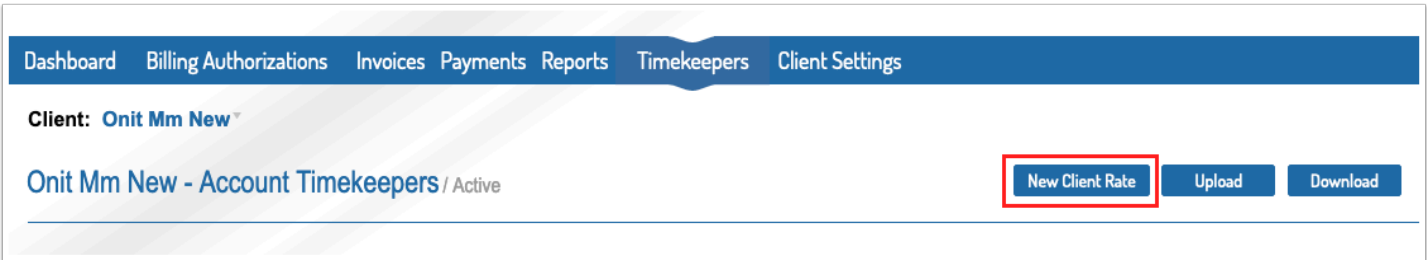 Dashboard Billing Authorizations Invoices Payments Reports Timekeepers Client Settings
Client: Onit Mm New
Onit Mm New - Account Timekeepers / Active New Client Rate Upload Download